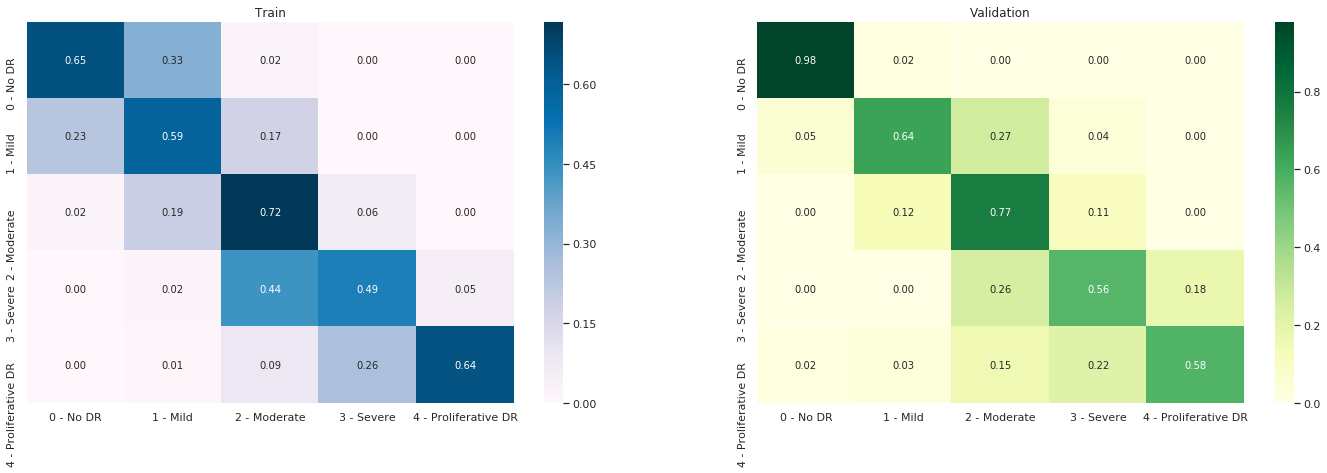 Train
0 - No DR
1 - Mild
2 - Moderate
3 - Severe
4 - Proliferative DR
0.65 0.33 0.02 0.00 0.00
0.23 0.59 0.17 0.00 0.00
0.02 0.19 0.72 0.06 0.00
0.00 0.02 0.44 0.49 0.05
0.00 0.01 0.09 0.26 0.64
0 - No DR 1 - Mild 2 - Moderate 3 - Severe 4 - Proliferative DR
0.60
0.45
0.30
0.15
0.00
Validation
0 - No DR
1 - Mild
2 - Moderate
3 - Severe
4 - Proliferative DR
0.98 0.02 0.00 0.00 0.00
0.05 0.64 0.27 0.04 0.00
0.00 0.12 0.77 0.11 0.00
0.00 0.00 0.26 0.56 0.18
0.02 0.03 0.15 0.22 0.58
0 - No DR 1 - Mild 2 - Moderate 3 - Severe 4 - Proliferative DR
0.8
0.6
0.4
0.2
0.0